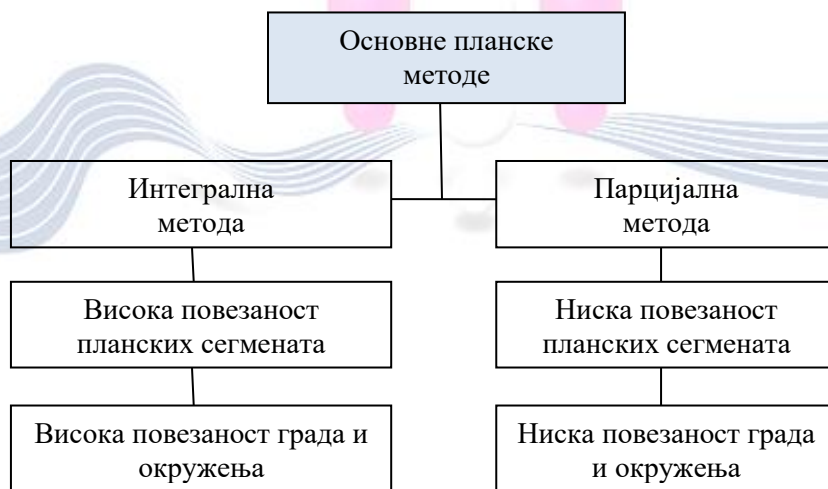 Основне планске
методе
Интегрална
метода
Парцијална
метода
Висока повезаност
планских сегмената
Ниска повезаност
планских сегмената
Висока повезаност града и
окружења
Ниска повезаност града
и окружења